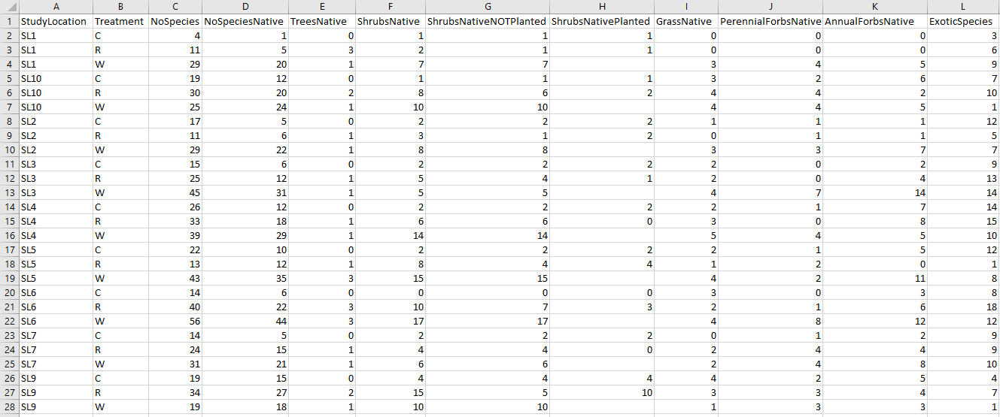 A B C D E F G H I J K L
1 StudyLocation Treatment NoSpecies NoSpeciesNative TreesNative ShrubsNative ShrubsNativeNOTPlanted ShrubsNativePlanted GrassNative PerennialForbsNative AnnualForbsNative ExoticSpecies
2 SL1 C 4 1 0 1 1 1 0 0 0 3
3 SL1 R 11 5 3 2 1 1 0 0 0 6
4 SL1 W 29 20 1 7 7 3 4 5 9
5 SL10 C 19 12 0 1 1 1 3 2 6 7
6 SL10 R 30 20 2 8 6 2 4 4 2 10
7 SL10 W 25 24 1 10 10 4 4 5 1
8 SL2 C 17 5 0 2 2 2 1 1 1 12
9 SL2 R 11 6 1 3 1 2 0 1 1 5
10 SL2 W 29 22 1 8 8 3 3 7 7
11 SL3 C 15 6 0 2 2 2 2 0 2 9
12 SL3 R 25 12 1 5 4 1 2 0 4 13
13 SL3 W 45 31 1 5 5 4 7 14 14
14 SL4 C 26 12 0 2 2 2 2 1 7 14
15 SL4 R 33 18 1 6 6 0 3 0 8 15
16 SL4 W 39 29 1 14 14 5 4 5 10
17 SL5 C 22 10 0 2 2 2 2 1 5 12
18 SL5 R 13 12 1 8 4 4 1 2 0 1
19 SL5 W 43 35 3 15 15 4 2 11 8
20 SL6 C 14 6 0 0 0 0 3 0 3 8
21 SL6 R 40 22 3 10 7 3 2 1 6 18
22 SL6 W 56 44 3 17 17 4 8 12 12
23 SL7 C 14 5 0 2 2 2 0 1 2 9
24 SL7 R 24 15 1 4 4 0 2 4 4 9
25 SL7 W 31 21 1 6 6 2 4 8 10
26 SL9 C 19 15 0 4 4 4 4 2 5 4
27 SL9 R 34 27 2 15 5 10 3 3 4 7
28 SL9 W 19 18 1 10 10 1 3 3 1